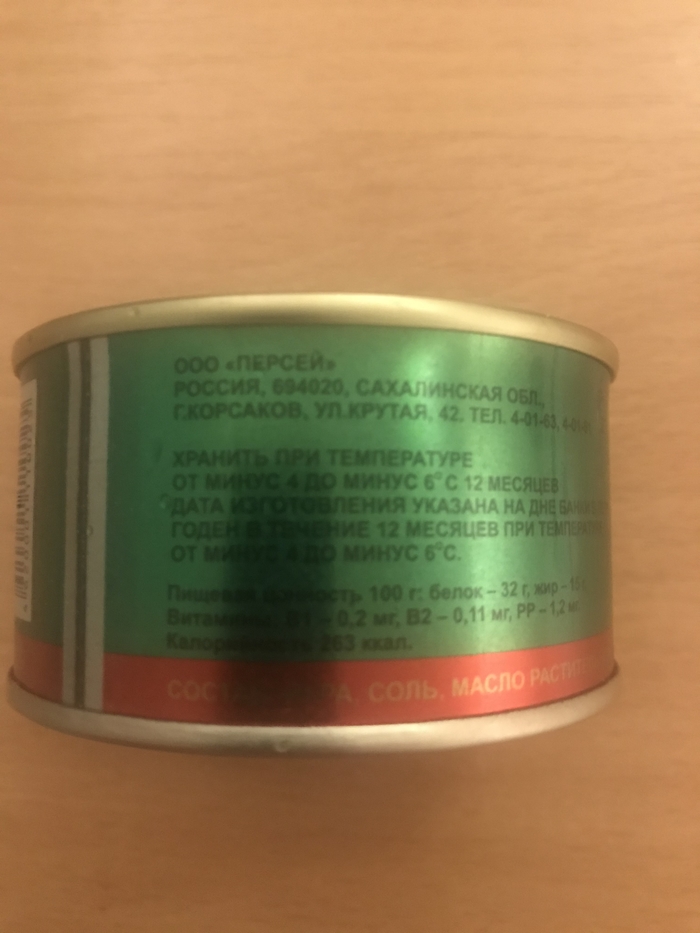 ООО «ПЕРСЕЙ»
РОССИЯ, 694020, САХАЛИНСКАЯ ОБЛ.,
Г.КОРСАКОВ, УЛ.КРУТАЯ, 42. ТЕЛ. 4-01-63,
ХРАНИТЬ ПРИ ТЕМПЕРАТУРЕ
ОТ МИНУС 4 ДО МИНУС 6°С 12 МЕСЯЦЕВ
ДАТА ИЗГОТОВЛЕНИЯ УКАЗАНА НА ДНЕ
ГОДЕН В ТЕЧЕНИЕ 12 МЕСЯЦЕВ ПРИ
ОТ МИНУС 4 ДО МИНУС 6°С.
Пищевая ценность 100 г: белок – 32 г, жир –
Витамины: В1 – 0,2 мг, В2 – 0,11 мг, РР – 1,2 мг.
Калорийность 263 ккал.
СОЛЬ, МАСЛО